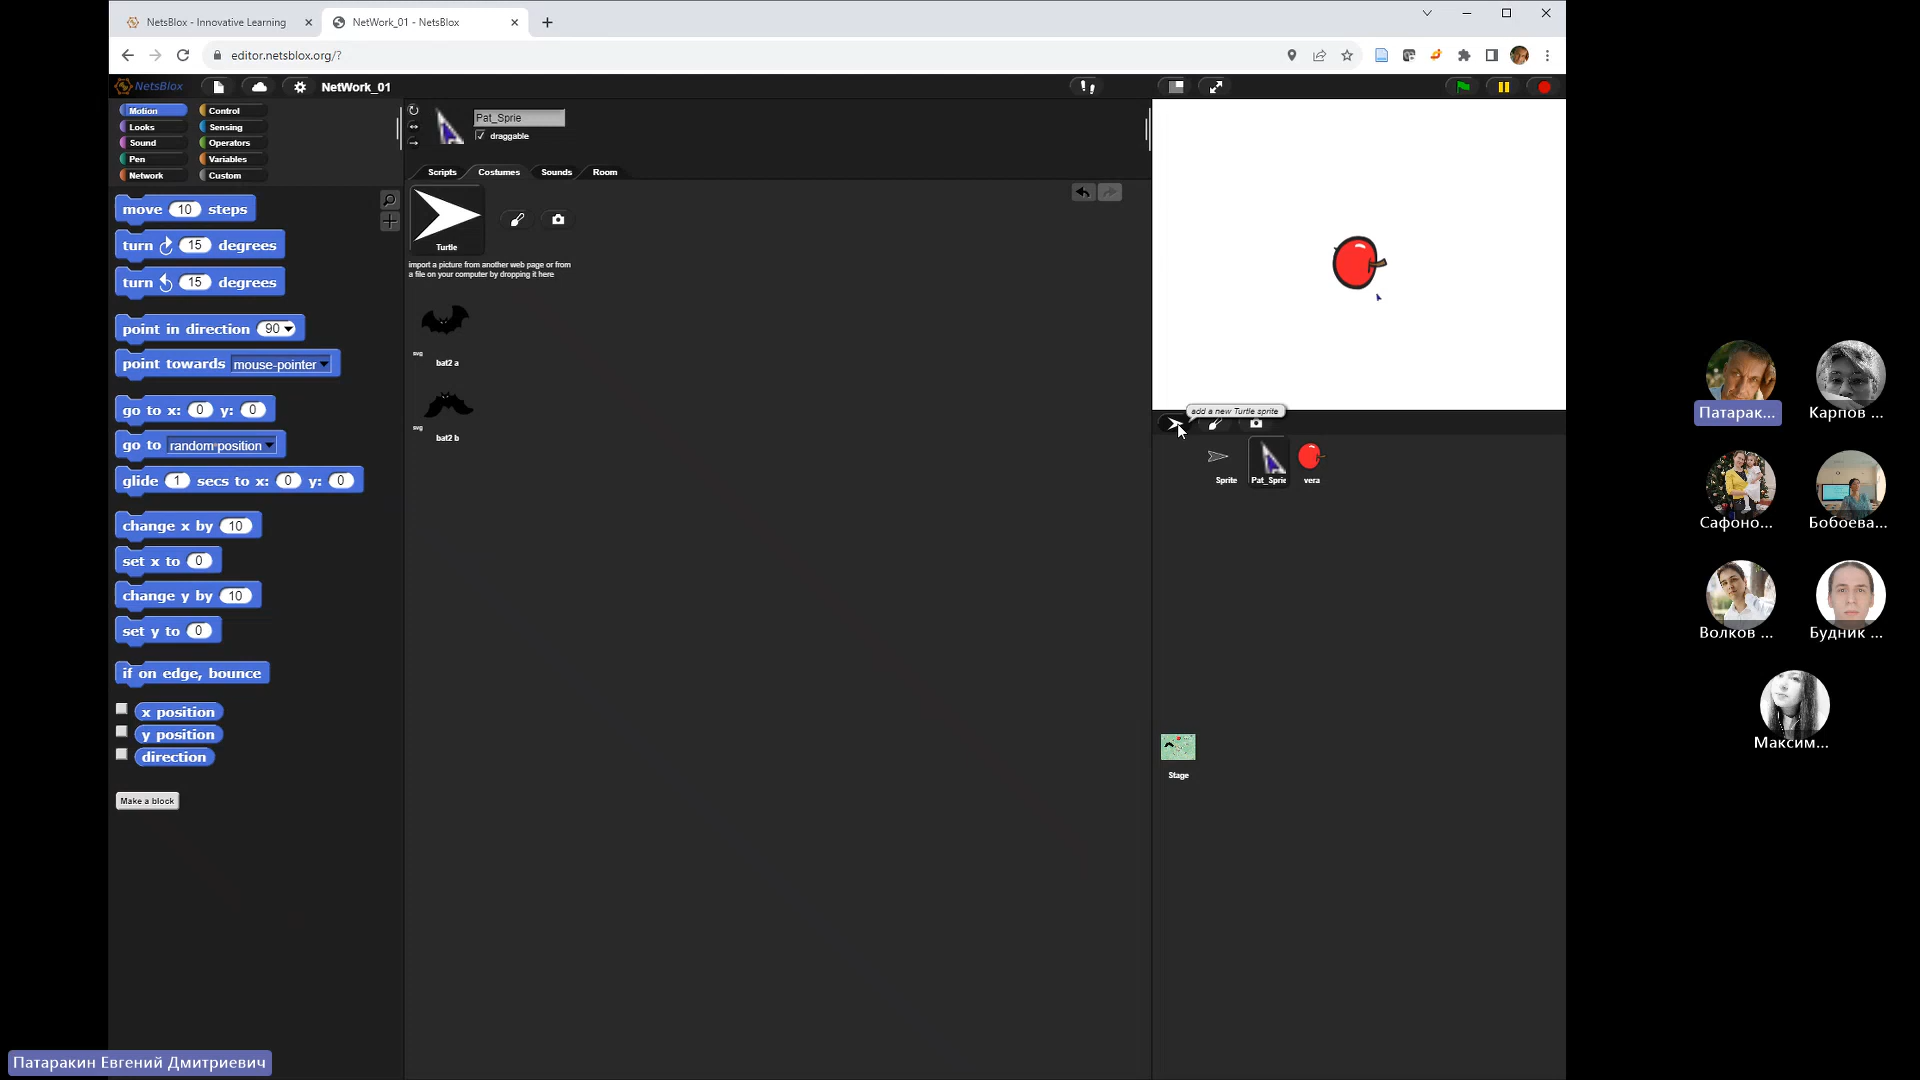 NetsBlox - Innovative Learning
NetWork_01 - NetsBlox
editor.netsblox.org/?
NetsBlox
NetWork_01
Motion
Control
Looks
Sensing
Sound
Operators
Pen
Variables
Network
Custom
move 10 steps
turn 15 degrees
turn 15 degrees
point in direction 90
point towards mouse-pointer
go to x: 0 y: 0
go to random position
glide 1 secs to x: 0 y: 0
change x by 10
set x to 0
change y by 10
set y to 0
if on edge, bounce
x position
y position
direction
Make a block
Pat_Sprie
draggable
Scripts
Costumes
Sounds
Room
Turtle
import a picture from another web page or from
a file on your computer by dropping it here
svg
bat2 a
svg
bat2 b
add a new Turtle sprite
Sprite
Pat_Sprie
vera
Stage
Патарак...
Карпов ...
Сафоно...
Бобоева...
Волков ...
Будник ...
Максим...
Патаракин Евгений Дмитриевич